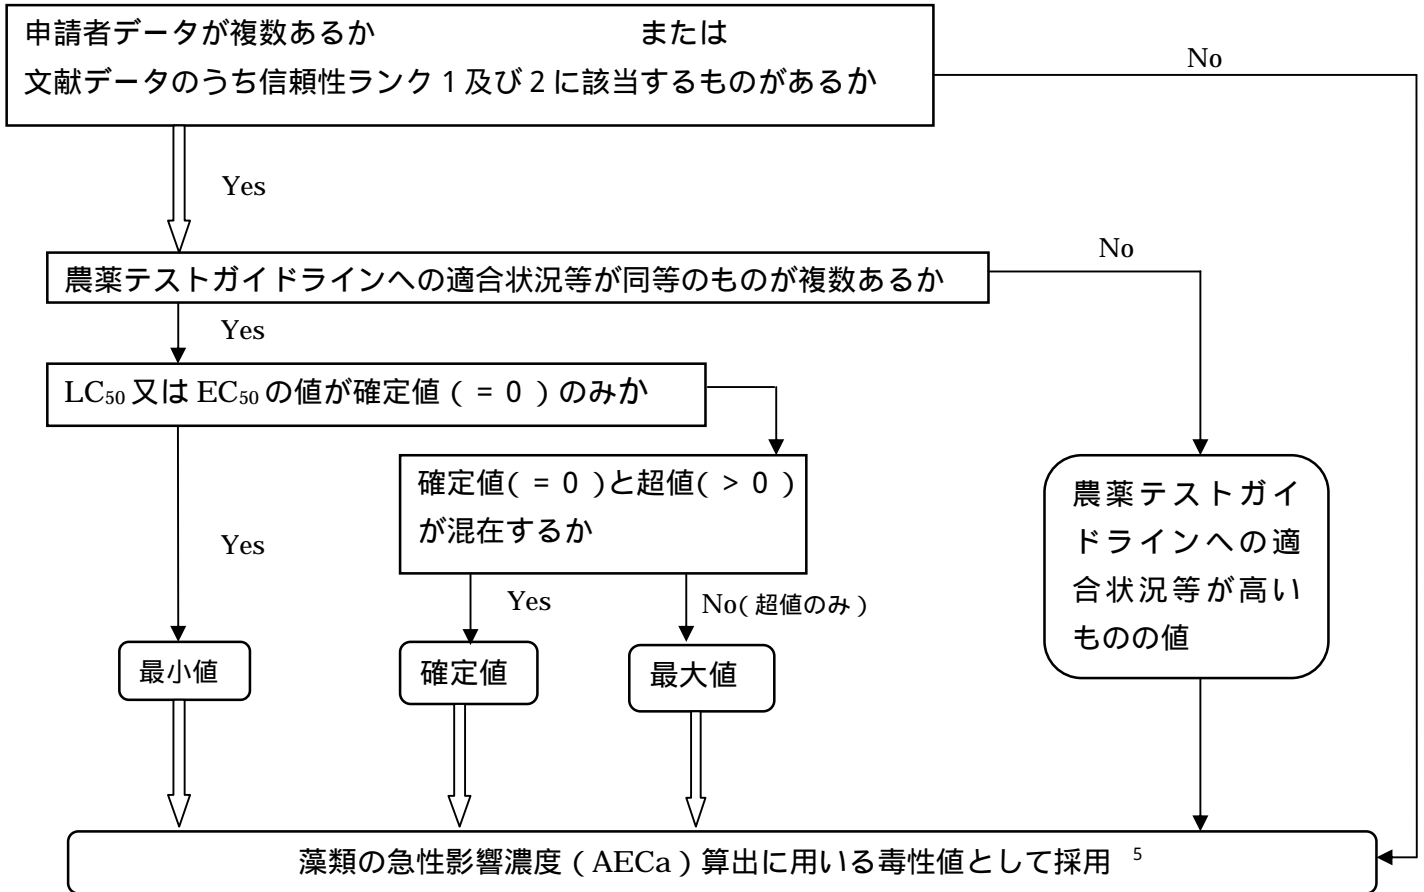 申請者データが複数あるか　　　　　　　　または
文献データのうち信頼性ランク１及び２に該当するものがあるか
No
Yes
農薬テストガイドラインへの適合状況等が同等のものが複数あるか
No
Yes
LC₅₀又は EC₅₀の値が確定値（=０）のみか
確定値(=０)と超値(>０)
が混在するか
農薬テストガイ
ドラインへの適
合状況等が高い
ものの値
Yes
Yes
No(超値のみ)
最小値
確定値
最大値
藻類の急性影響濃度（AECa）算出に用いる毒性値として採用 ⁵